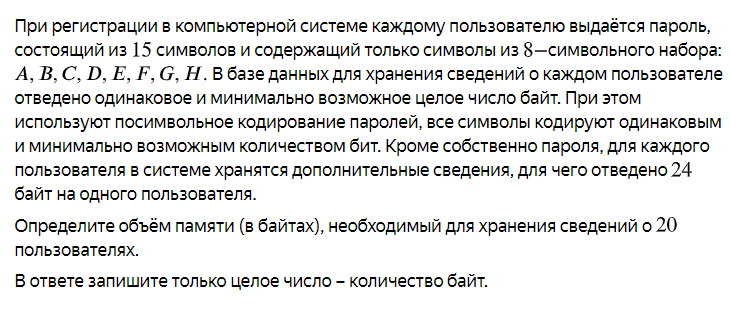 При регистрации в компьютерной системе каждому пользователю выдаётся пароль,
состоящий из 15 символов и содержащий только символы из 8−символьного набора:
A, B, C, D, E, F, G, H. В базе данных для хранения сведений о каждом пользователе
отведено одинаковое и минимально возможное целое число байт. При этом
используют посимвольное кодирование паролей, все символы кодируют одинаковым
и минимально возможным количеством бит. Кроме собственно пароля, для каждого
пользователя в системе хранятся дополнительные сведения, для чего отведено 24
байт на одного пользователя.
Определите объём памяти (в байтах), необходимый для хранения сведений о 20
пользователях.
В ответе запишите только целое число – количество байт.